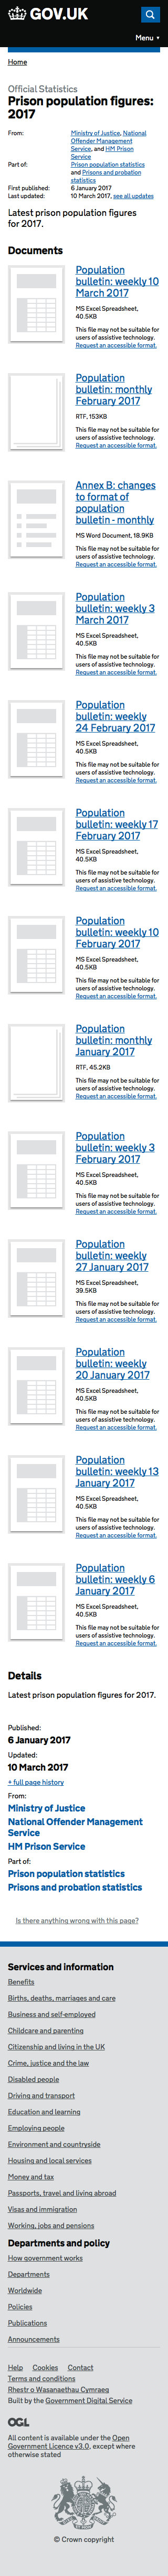 GOV.UK
Menu
Home
Official Statistics
Prison population figures:
2017
From:
Ministry of Justice, National
Offender Management
Service, and HM Prison
Service
Part of:
Prison population statistics
and Prisons and probation
statistics
First published:
6 January 2017
Last updated:
10 March 2017, see all updates
Latest prison population figures
for 2017.
Documents
Population
bulletin: weekly 10
March 2017
MS Excel Spreadsheet,
40.5KB
This file may not be suitable for
users of assistive technology.
Request an accessible format.
Population
bulletin: monthly
February 2017
RTF, 153KB
This file may not be suitable for
users of assistive technology.
Request an accessible format.
Annex B: changes
to format of
population
bulletin - monthly
MS Word Document, 18.9KB
This file may not be suitable for
users of assistive technology.
Request an accessible format.
Population
bulletin: weekly 3
March 2017
MS Excel Spreadsheet,
40.5KB
This file may not be suitable for
users of assistive technology.
Request an accessible format.
Population
bulletin: weekly
24 February 2017
MS Excel Spreadsheet,
40.5KB
This file may not be suitable for
users of assistive technology.
Request an accessible format.
Population
bulletin: weekly 17
February 2017
MS Excel Spreadsheet,
40.5KB
This file may not be suitable for
users of assistive technology.
Request an accessible format.
Population
bulletin: weekly 10
February 2017
MS Excel Spreadsheet,
40.5KB
This file may not be suitable for
users of assistive technology.
Request an accessible format.
Population
bulletin: monthly
January 2017
RTF, 45.2KB
This file may not be suitable for
users of assistive technology.
Request an accessible format.
Population
bulletin: weekly 3
February 2017
MS Excel Spreadsheet,
40.5KB
This file may not be suitable for
users of assistive technology.
Request an accessible format.
Population
bulletin: weekly
27 January 2017
MS Excel Spreadsheet,
39.5KB
This file may not be suitable for
users of assistive technology.
Request an accessible format.
Population
bulletin: weekly
20 January 2017
MS Excel Spreadsheet,
40.5KB
This file may not be suitable for
users of assistive technology.
Request an accessible format.
Population
bulletin: weekly 13
January 2017
MS Excel Spreadsheet,
40.5KB
This file may not be suitable for
users of assistive technology.
Request an accessible format.
Population
bulletin: weekly 6
January 2017
MS Excel Spreadsheet,
40.5KB
This file may not be suitable for
users of assistive technology.
Request an accessible format.
Details
Latest prison population figures for 2017.
Published:
6 January 2017
Updated:
10 March 2017
+ full page history
From:
Ministry of Justice
National Offender Management
Service
HM Prison Service
Part of:
Prison population statistics
Prisons and probation statistics
Is there anything wrong with this page?
Services and information
Benefits
Births, deaths, marriages and care
Business and self-employed
Childcare and parenting
Citizenship and living in the UK
Crime, justice and the law
Disabled people
Driving and transport
Education and learning
Employing people
Environment and countryside
Housing and local services
Money and tax
Passports, travel and living abroad
Visas and immigration
Working, jobs and pensions
Departments and policy
How government works
Departments
Worldwide
Policies
Publications
Announcements
Help Cookies Contact
Terms and conditions
Rhestr o Wasanaethau Cymraeg
Built by the Government Digital Service
OGL
All content is available under the Open
Government Licence v3.0, except where
otherwise stated
© Crown copyright